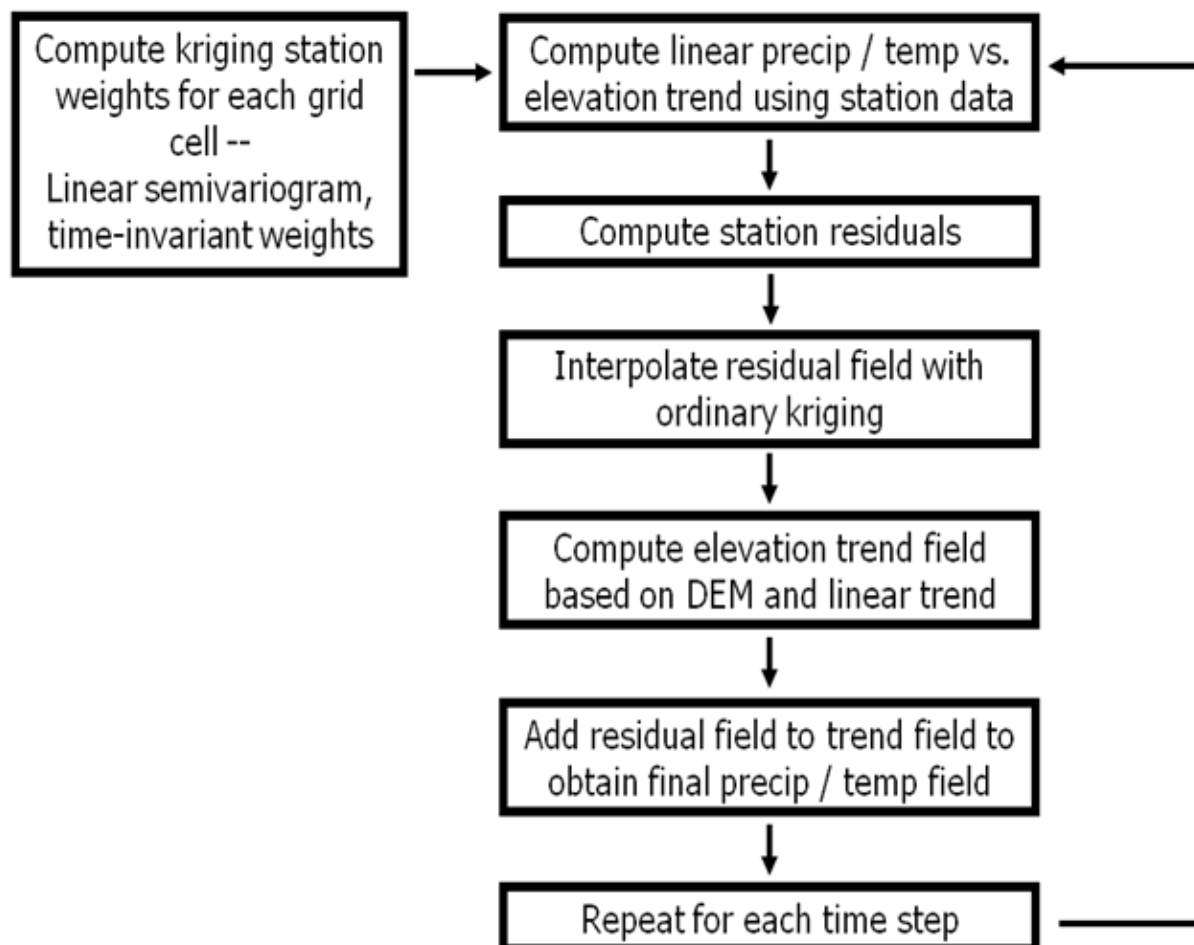 Compute kriging station
weights for each grid
cell --
Linear semivariogram,
time-invariant weights
Compute linear precip / temp vs.
elevation trend using station data
Compute station residuals
Interpolate residual field with
ordinary kriging
Compute elevation trend field
based on DEM and linear trend
Add residual field to trend field to
obtain final precip / temp field
Repeat for each time step